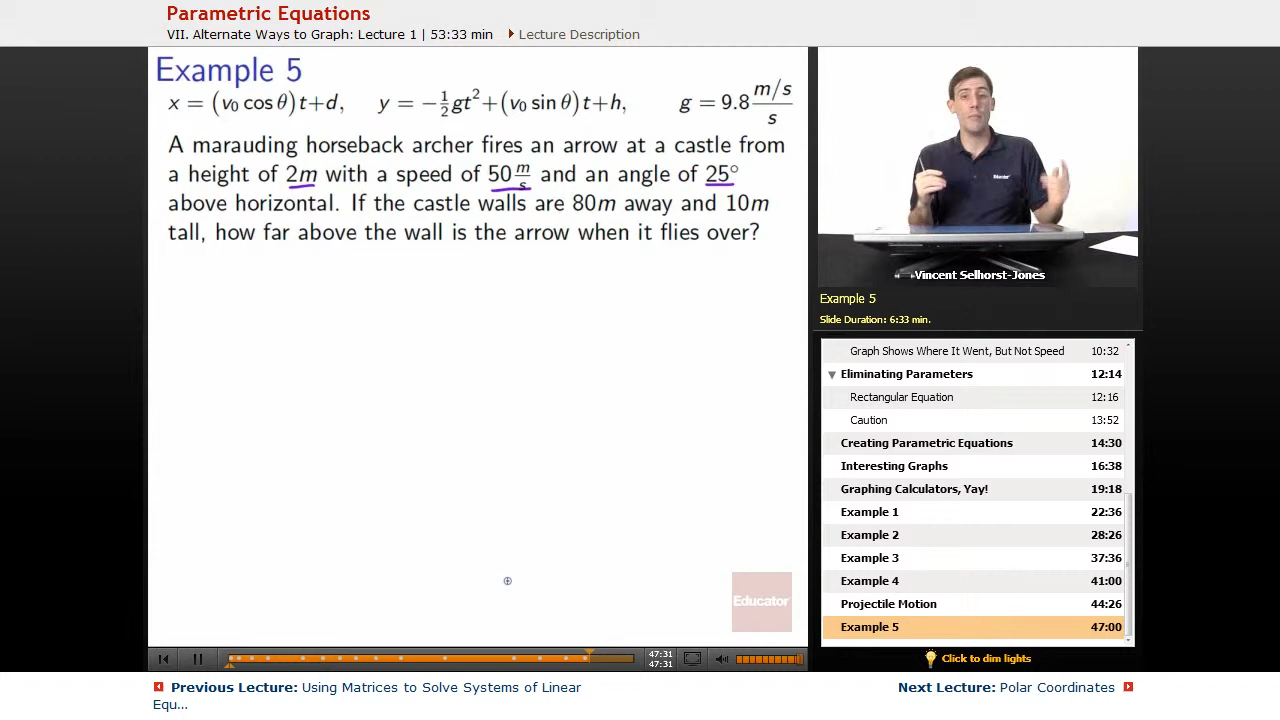 Parametric Equations
VII. Alternate Ways to Graph: Lecture 1 | 53:33 min
Lecture Description
Example 5
x = (v₀ cos θ) t+d, y = −½gt²+(v₀ sin θ) t+h, g = 9.8 m/s / s
A marauding horseback archer fires an arrow at a castle from
a height of 2m with a speed of 50 m/s and an angle of 25°
above horizontal. If the castle walls are 80m away and 10m
tall, how far above the wall is the arrow when it flies over?
Educator
Vincent Selhorst-Jones
Example 5
Slide Duration: 6:33 min.
Graph Shows Where It Went, But Not Speed 10:32
Eliminating Parameters 12:14
Rectangular Equation 12:16
Caution 13:52
Creating Parametric Equations 14:30
Interesting Graphs 16:38
Graphing Calculators, Yay! 19:18
Example 1 22:36
Example 2 28:26
Example 3 37:36
Example 4 41:00
Projectile Motion 44:26
Example 5 47:00
47:31
47:31
Click to dim lights
Previous Lecture: Using Matrices to Solve Systems of Linear
Equ...
Next Lecture: Polar Coordinates